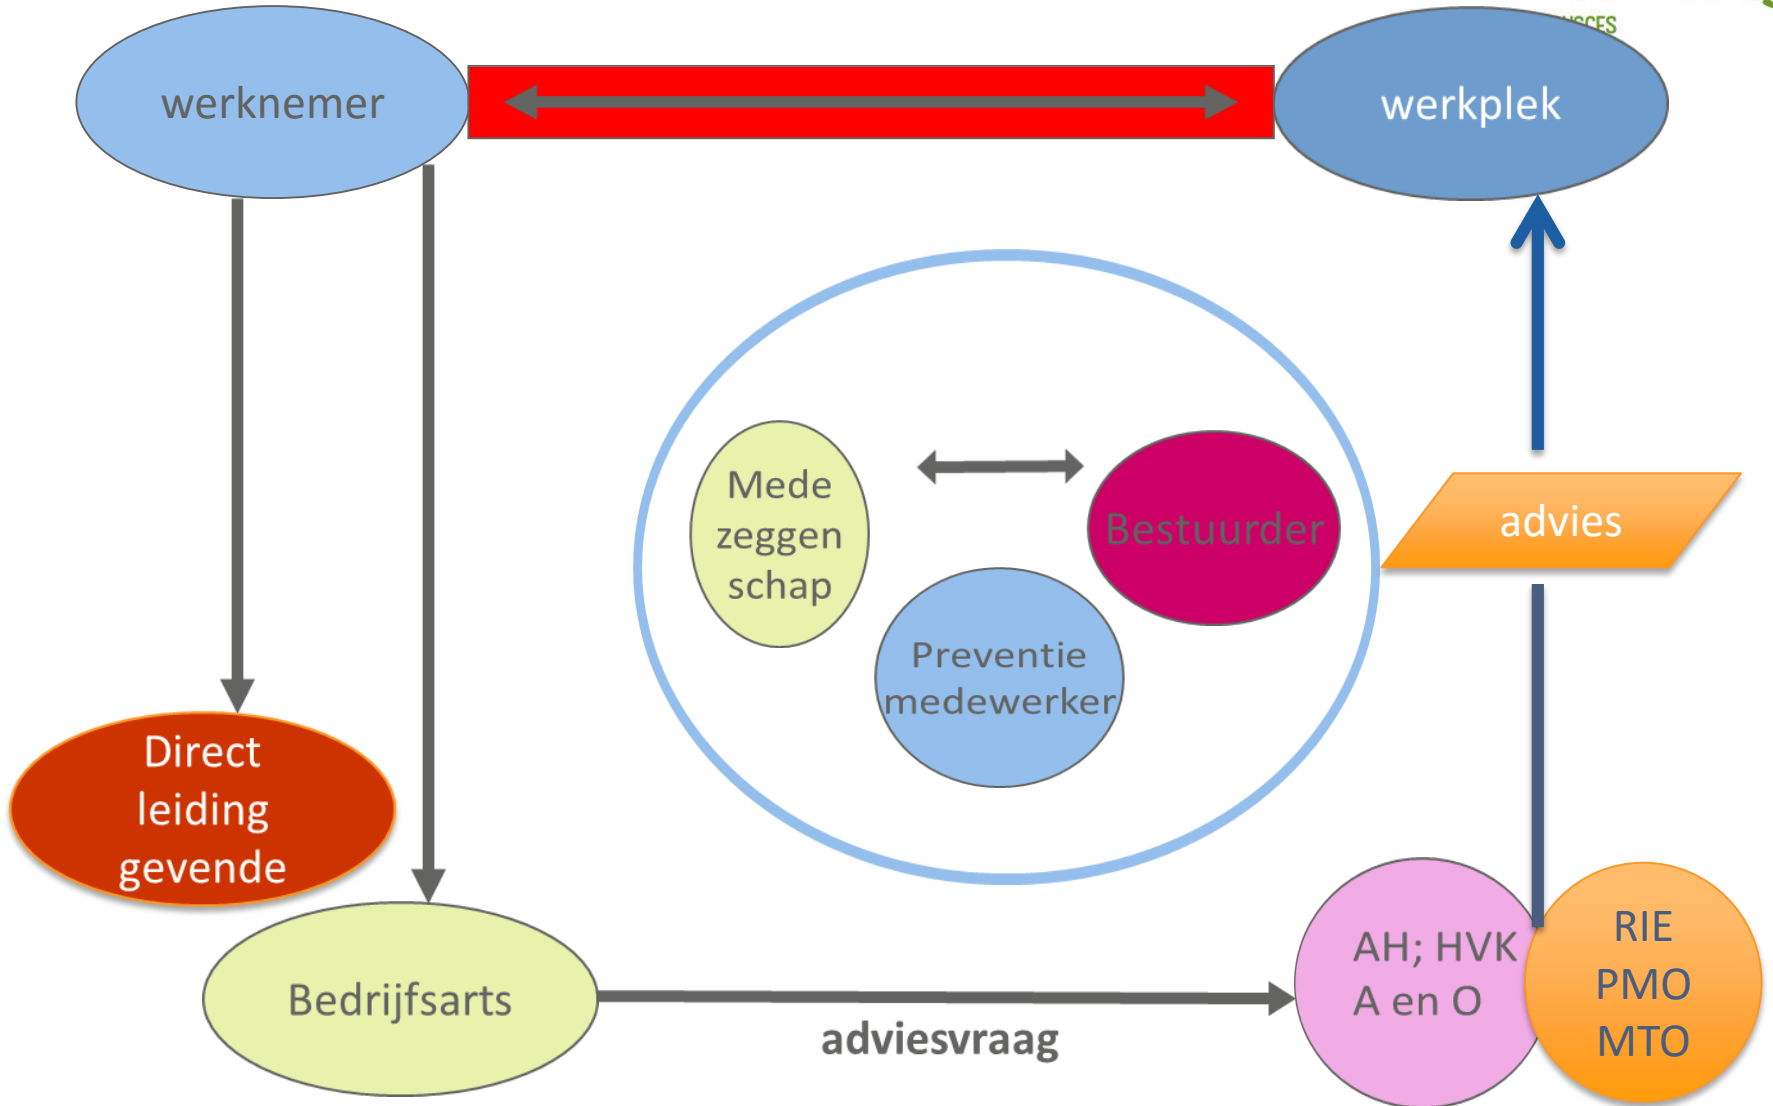 werknemer
werkplek
Mede
zeggen
schap
Bestuurder
Preventie
medewerker
advies
Direct
leiding
gevende
Bedrijfsarts
adviesvraag
AH; HVK
A en O
RIE
PMO
MTO